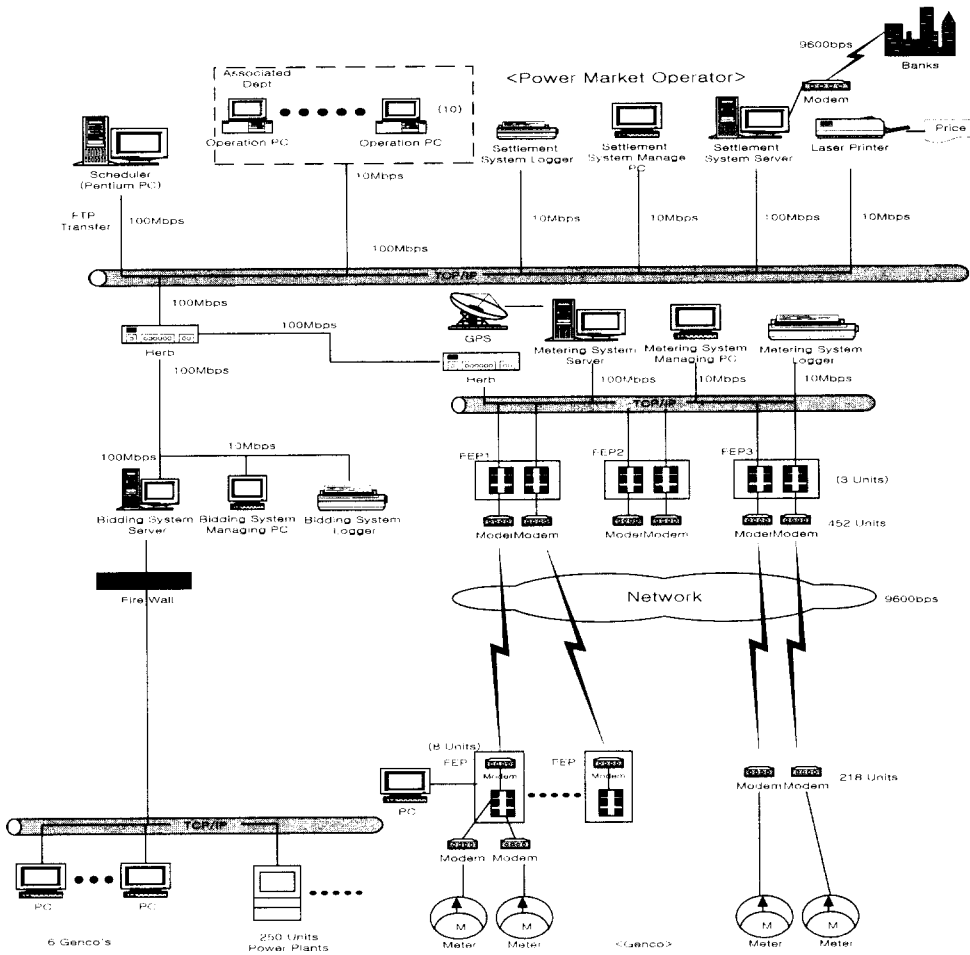 9600bps
Banks
Associated
Dept
<Power Market Operator>
(10)
Modem
Price
Operation PC
Operation PC
Settlement
System Logger
Settlement
System Manage
PC
Settlement
System Server
Laser Printer
Scheduler
(Pentium PC)
FTP
Transfer
100Mbps
10Mbps
10Mbps
10Mbps
100Mbps
10Mbps
100Mbps
TCP/IP
100Mbps
Herb
100Mbps
GPS
Metering System
Server
Metering System
Managing PC
Metering System
Logger
Herb
100Mbps
100Mbps
10Mbps
10Mbps
TCP/IP
100Mbps
10Mbps
FEP1
FEP2
FEP3
(3 Units)
Bidding System
Server
Bidding System
Managing PC
Bidding System
Logger
ModerModem
ModerModem
ModerModem
452 Units
Fire Wall
Network
9600bps
(8 Units)
FEP
Modem
FEP
Modem
PC
ModemModem
218 Units
TCP/IP
Modem
Modem
PC
PC
6 Genco's
250 Units
Power Plants
M
Meter
M
Meter
<Genco>
M
Meter
M
Meter